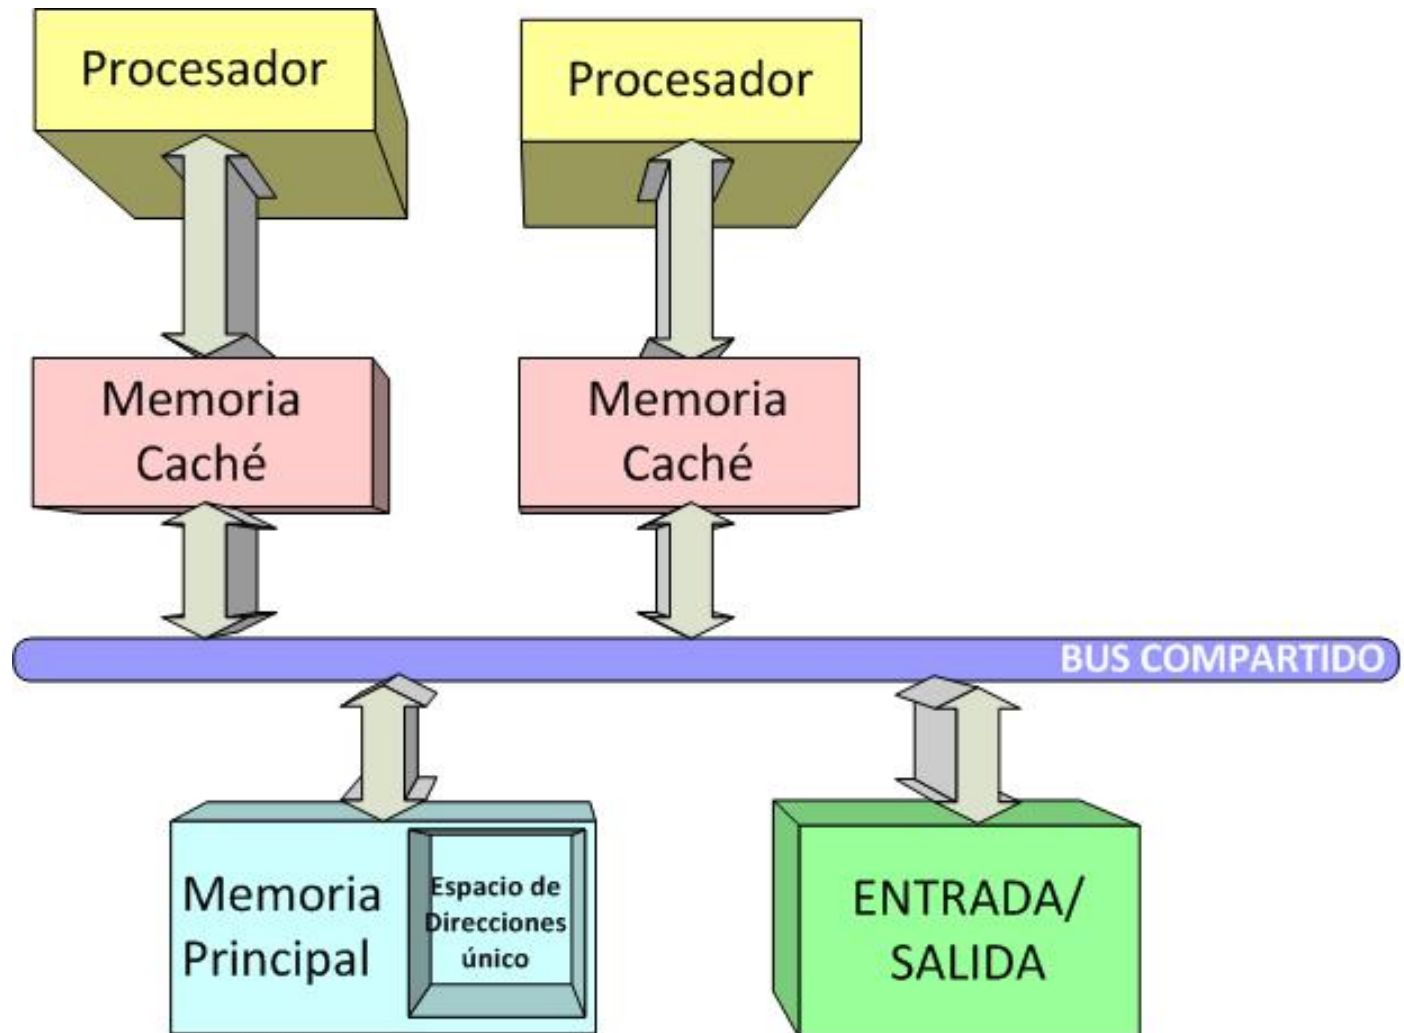 Procesador
Procesador
Memoria
Caché
Memoria
Caché
BUS COMPARTIDO
Memoria
Principal
Espacio de
Direcciones
único
ENTRADA/
SALIDA